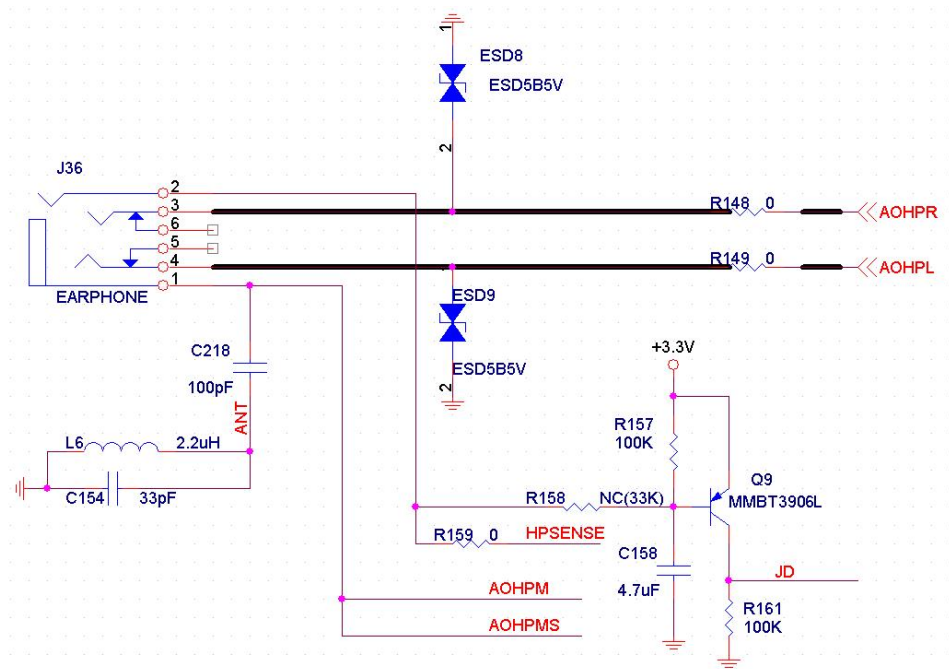 1
ESD8
ESD5B5V
2
J36
2
3
6
5
4
1
EARPHONE
R148 0
AOHPR
R149 0
AOHPL
ESD9
ESD5B5V
2
C218
100pF
ANT
L6 2.2uH
C154 33pF
+3.3V
R157
100K
Q9
MMBT3906L
R158 NC(33K)
R159 0 HPSENSE
C158
4.7uF
JD
AOHPM
AOHPMS
R161
100K